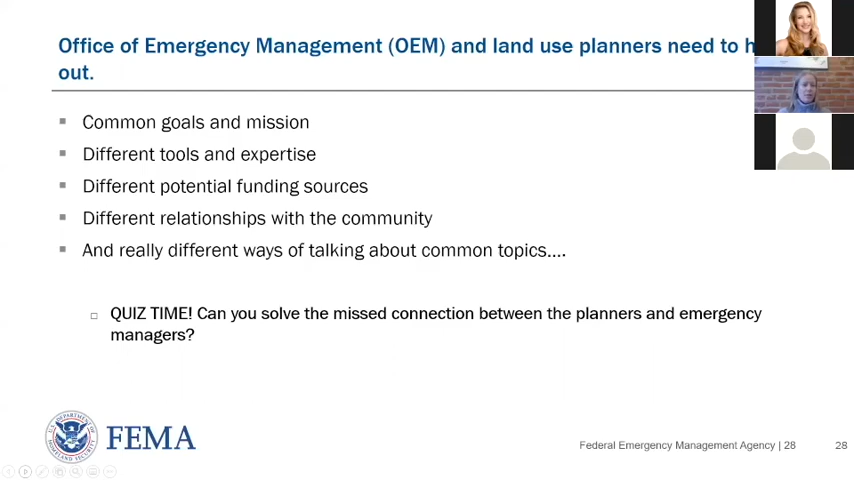 Office of Emergency Management (OEM) and land use planners need to
out.
Common goals and mission
Different tools and expertise
Different potential funding sources
Different relationships with the community
And really different ways of talking about common topics....
QUIZ TIME! Can you solve the missed connection between the planners and emergency
managers?
FEMA
Federal Emergency Management Agency | 28
28